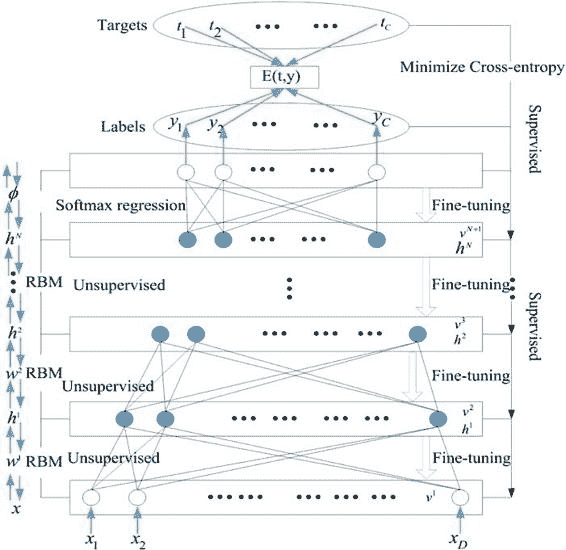 Targets t1 t2 ••• ••• tC
E(t,y)
Minimize Cross-entropy
Labels y1 y2 ••• ••• yC
Supervised
ϕ
Softmax regression
Fine-tuning
hN
vN+1
hN
RBM Unsupervised
Fine-tuning
Supervised
h2
v3
h2
w2 RBM
Unsupervised
Fine-tuning
h1
v2
h1
w1 RBM Unsupervised
Fine-tuning
x
v1
x1 x2 xD